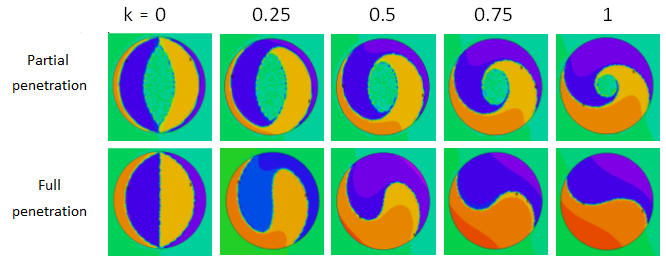 k = 0 0.25 0.5 0.75 1
Partial
penetration
Full
penetration